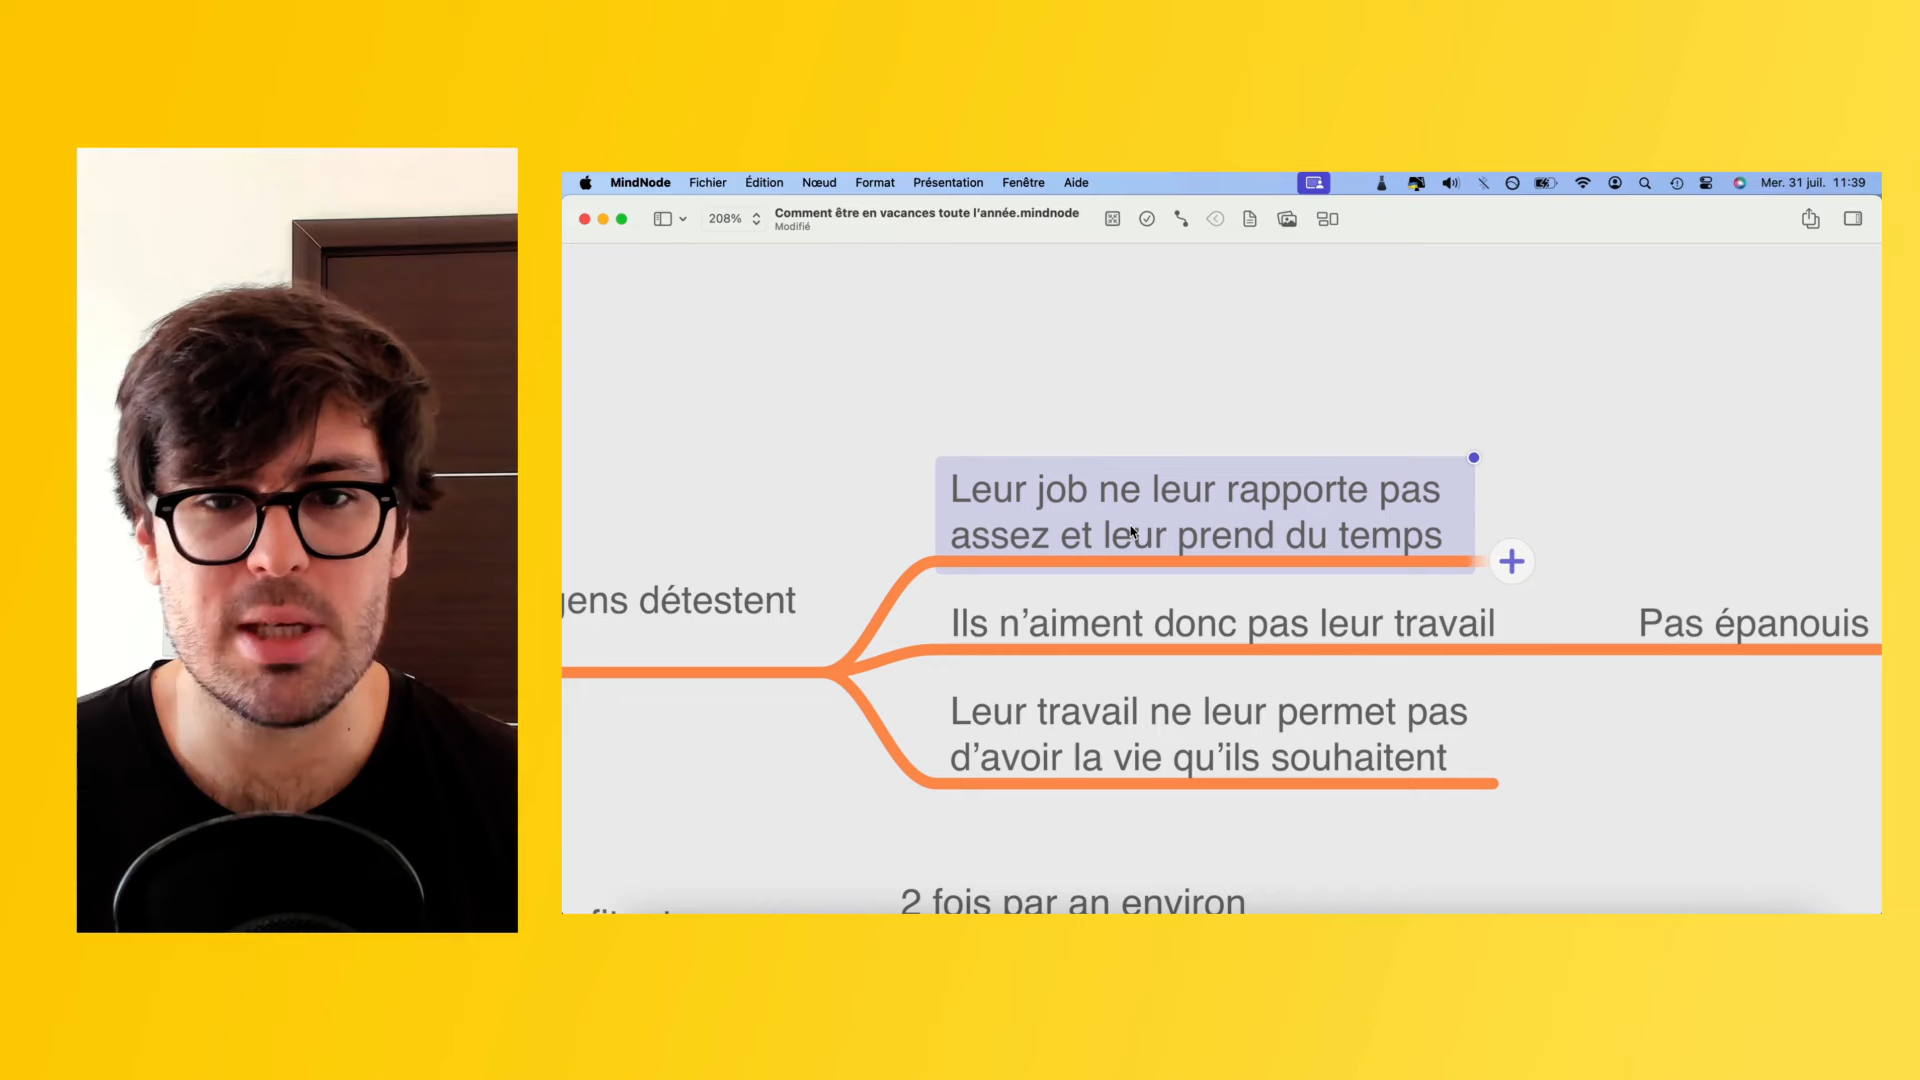 MindNode Fichier Édition Nœud Format Présentation Fenêtre Aide Mer. 31 juil. 11:39
208% Comment être en vacances toute l'année.mindnode
Modifié
Leur job ne leur rapporte pas
assez et leur prend du temps
gens détestent
Ils n'aiment donc pas leur travail
Pas épanouis
Leur travail ne leur permet pas
d'avoir la vie qu'ils souhaitent
2 fois par an environ